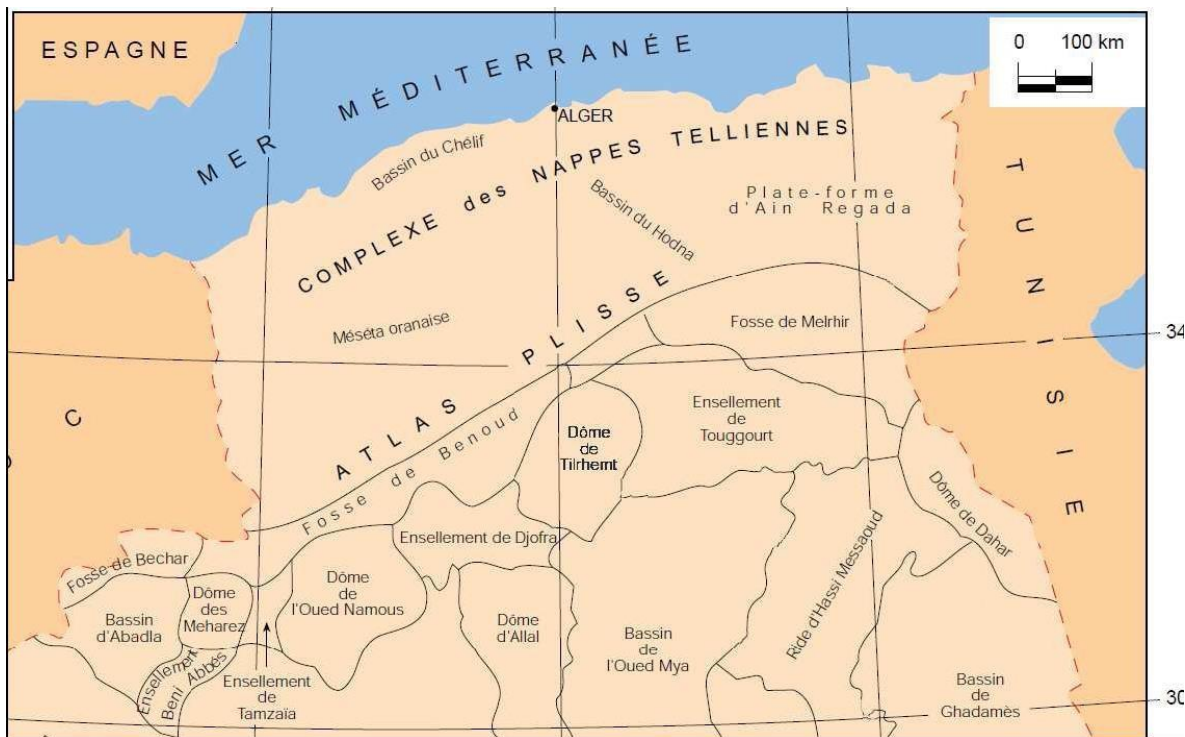 ESPAGNE
MER MÉDITERRANÉE
0 100 km
ALGER
Bassin du Chélif
COMPLEXE des NAPPES TELLIENNES
Bassin du Hodna
Plate-forme
d'Ain Regada
TUNISIE
Méséta oranaise
ATLAS PLISSE
Fosse de Melrhir
34
C
Fosse de Benoud
Dôme
de
Tilrhemt
Ensellement
de
Touggourt
Dôme de Dahar
Fosse de Bechar
Ensellement de Djofra
Ride d'Hassi Messaoud
Bassin
d'Abadla
Dôme
des
Meharez
Dôme
de
l'Oued Namous
Dôme
d'Allal
Bassin
de
l'Oued Mya
Ensellement
Beni Abbés
Ensellement
de
Tamzaïa
Bassin
de
Ghadamès
30